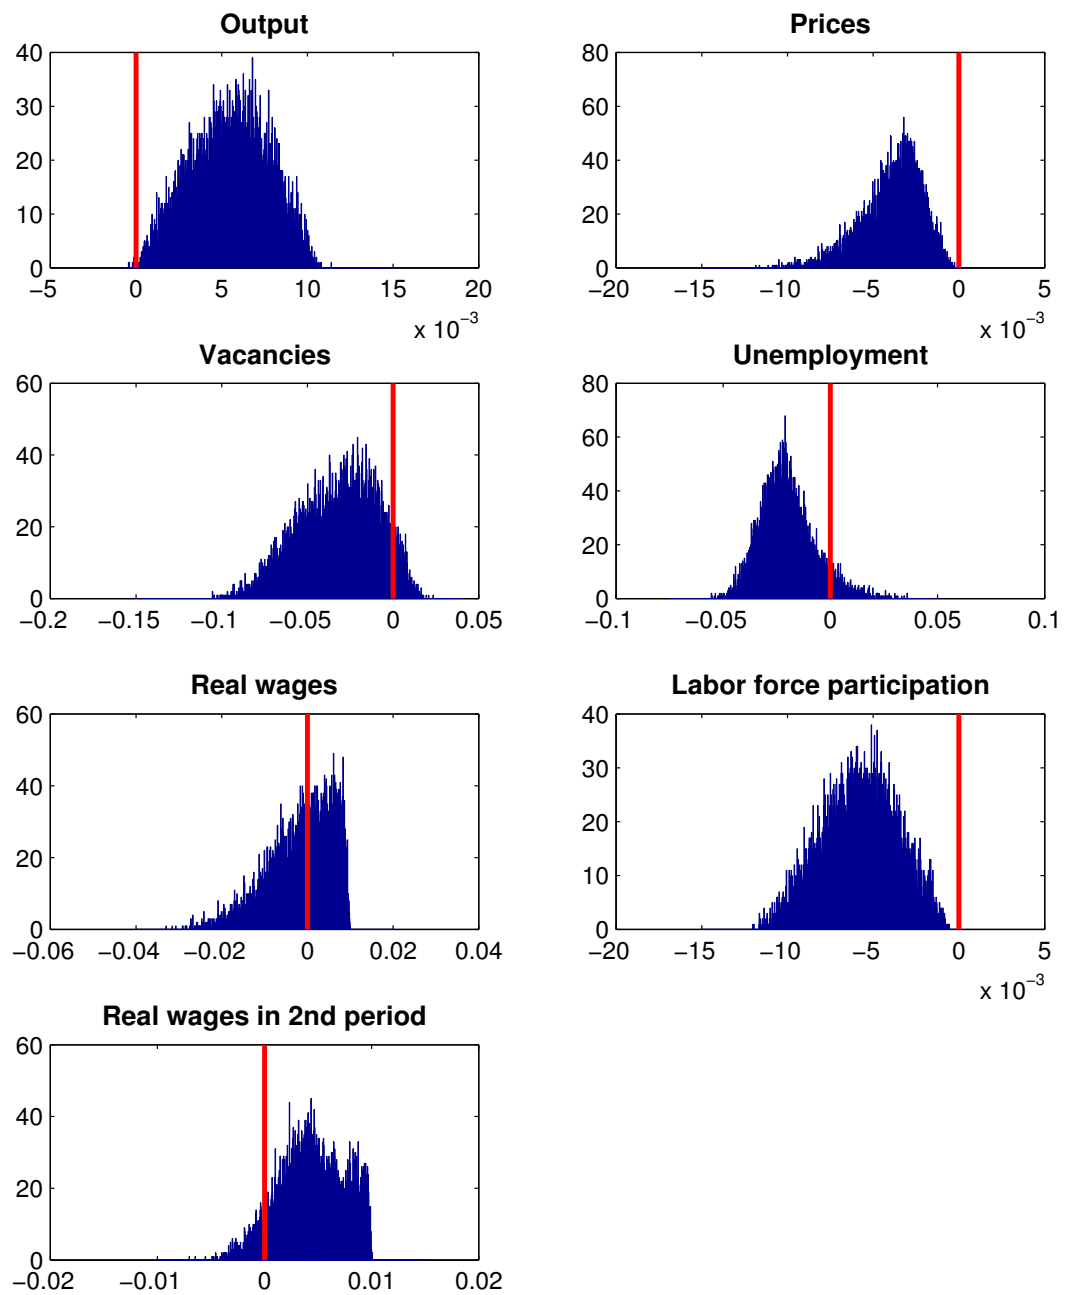 Output
40
30
20
10
0
−5 0 5 10 15 20
x 10−3
Prices
80
60
40
20
0
−20 −15 −10 −5 0 5
x 10−3
Vacancies
60
40
20
0
−0.2 −0.15 −0.1 −0.05 0 0.05
Unemployment
80
60
40
20
0
−0.1 −0.05 0 0.05 0.1
Real wages
60
40
20
0
−0.06 −0.04 −0.02 0 0.02 0.04
Labor force participation
40
30
20
10
0
−20 −15 −10 −5 0 5
x 10−3
Real wages in 2nd period
60
40
20
0
−0.02 −0.01 0 0.01 0.02